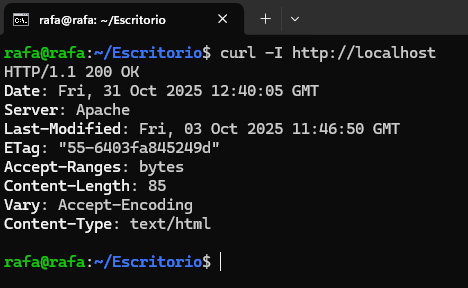 rafa@rafa: ~/Escritorio
rafa@rafa:~/Escritorio$ curl -I http://localhost
HTTP/1.1 200 OK
Date: Fri, 31 Oct 2025 12:40:05 GMT
Server: Apache
Last-Modified: Fri, 03 Oct 2025 11:46:50 GMT
ETag: "55-6403fa845249d"
Accept-Ranges: bytes
Content-Length: 85
Vary: Accept-Encoding
Content-Type: text/html
rafa@rafa:~/Escritorio$